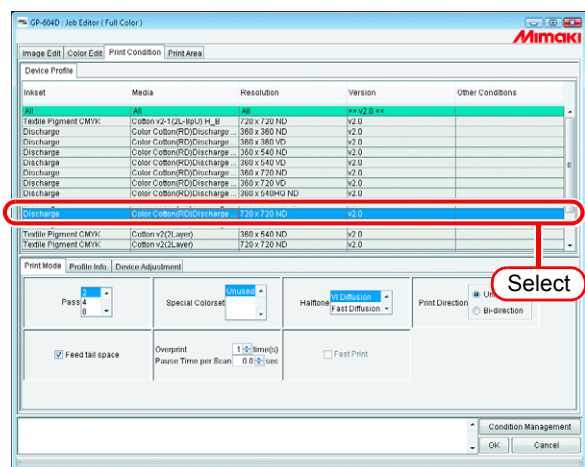 GP-604D : Job Editor ( Full Color )
Mimaki
Image Edit Color Edit Print Condition Print Area
Device Profile
Inkset Media Resolution Version Other Conditions
All All All >> v2.0 <<
Textile Pigment CMYK Cotton v2-1(2L-8pU) H_B 720 x 720 ND v2.0
Discharge Color Cotton(RD)Discharge ... 360 x 360 ND v2.0
Discharge Color Cotton(RD)Discharge ... 360 x 360 VD v2.0
Discharge Color Cotton(RD)Discharge ... 360 x 540 ND v2.0
Discharge Color Cotton(RD)Discharge ... 360 x 540 VD v2.0
Discharge Color Cotton(RD)Discharge ... 360 x 720 ND v2.0
Discharge Color Cotton(RD)Discharge ... 360 x 720 VD v2.0
Discharge Color Cotton(RD)Discharge ... 360 x 540HQ ND v2.0
Discharge Color Cotton(RD)Discharge ... 720 x 720 ND v2.0
Textile Pigment CMYK Cotton v2(2Layer) 360 x 540 ND v2.0
Textile Pigment CMYK Cotton v2(2Layer) 720 x 720 ND v2.0
Select
Print Mode Profile Info. Device Adjustment
Pass 2 4 8
Special Colorset Unused
Halftone VI Diffusion Fast Diffusion
Print Direction Bi-direction
Feed tail space
Overprint 1 time(s)
Pause Time per Scan 0.0 sec
Fast Print
Condition Management
OK Cancel